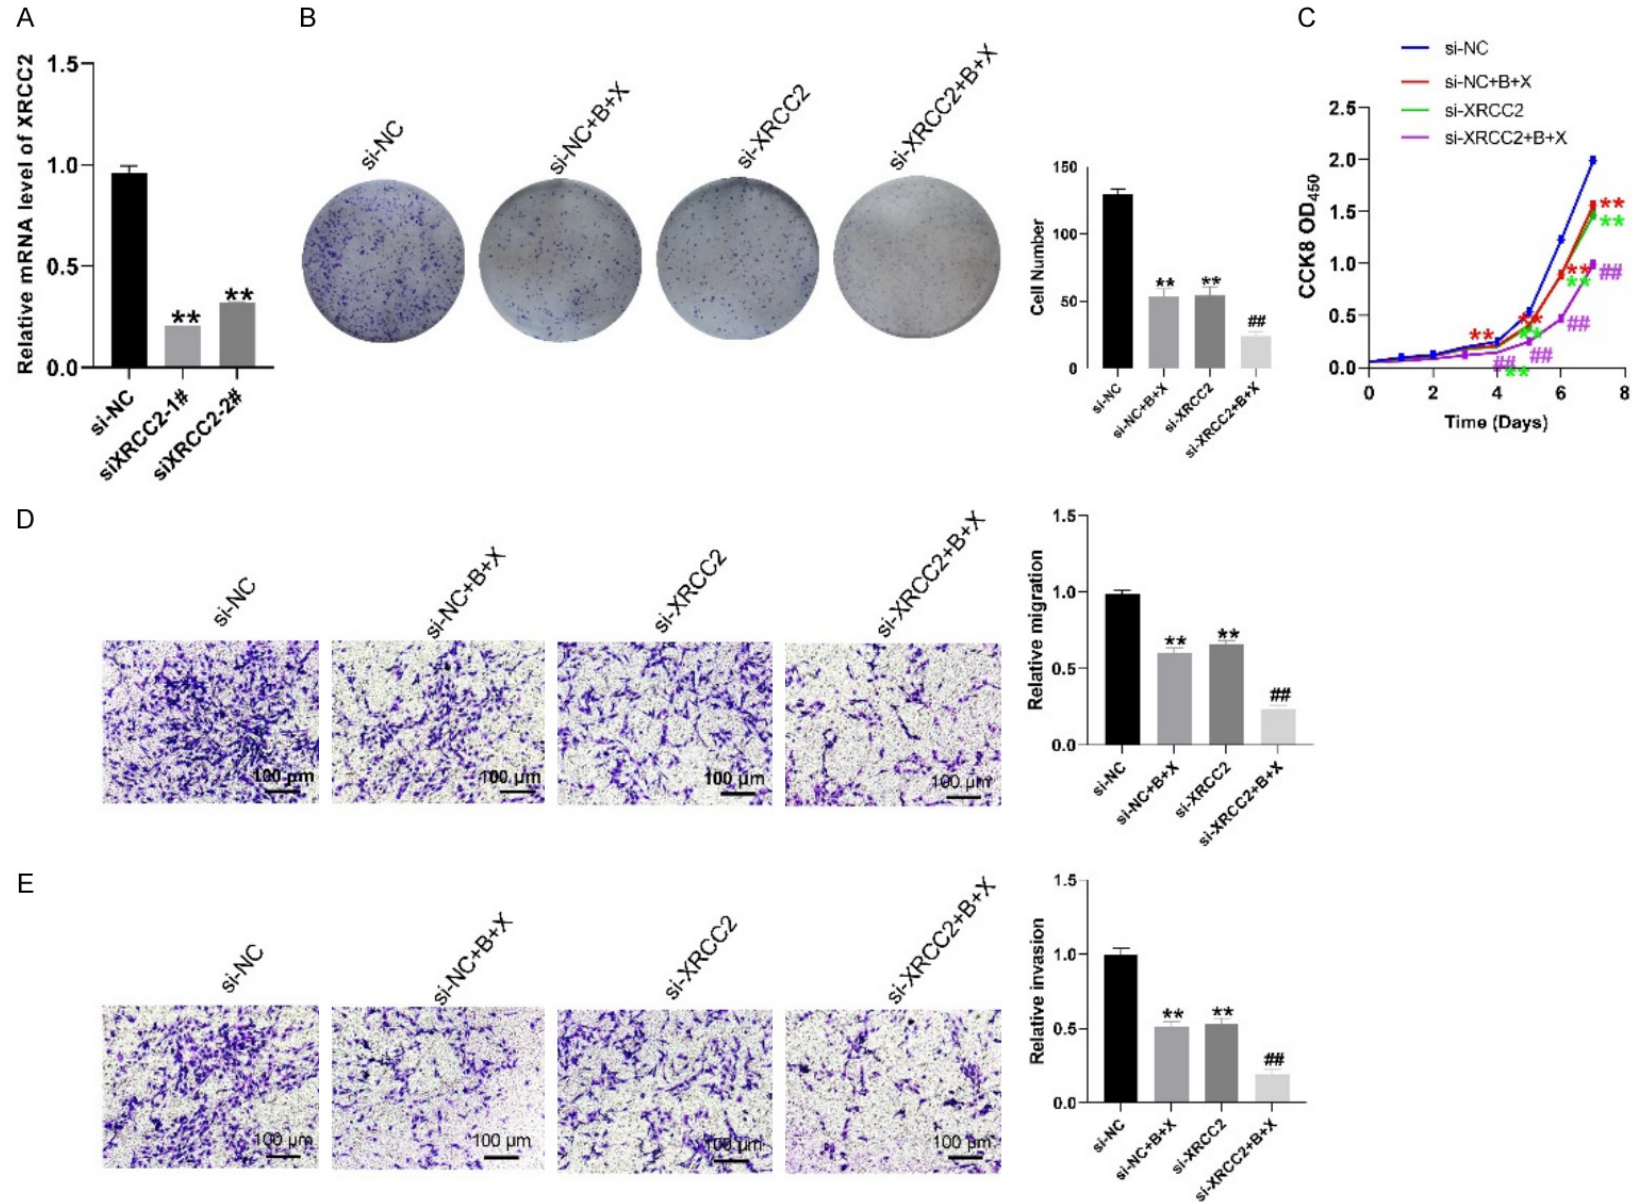 A
Relative mRNA level of XRCC2
1.5
1.0
0.5
0.0
**
**
si-NC
siXRCC2-1#
siXRCC2-2#
B
si-NC
si-NC+B+X
si-XRCC2
si-XRCC2+B+X
Cell Number
150
100
50
0
**
**
##
si-NC
si-NC+B+X
si-XRCC2
si-XRCC2+B+X
C
si-NC
si-NC+B+X
si-XRCC2
si-XRCC2+B+X
CCK8 OD450
2.5
2.0
1.5
1.0
0.5
0.0
**
**
**
**
##
**
**
**
##
##
##
**
0
2
4
6
8
Time (Days)
D
si-NC
si-NC+B+X
si-XRCC2
si-XRCC2+B+X
100 µm
100 µm
100 µm
100 µm
Relative migration
1.5
1.0
0.5
0.0
**
**
##
si-NC
si-NC+B+X
si-XRCC2
si-XRCC2+B+X
E
si-NC
si-NC+B+X
si-XRCC2
si-XRCC2+B+X
100 µm
100 µm
100 µm
100 µm
Relative invasion
1.5
1.0
0.5
0.0
**
**
##
si-NC
si-NC+B+X
si-XRCC2
si-XRCC2+B+X